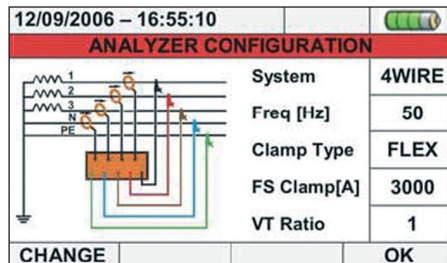 12/09/2006 – 16:55:10
ANALYZER CONFIGURATION
1
2
3
N
PE
System 4WIRE
Freq [Hz] 50
Clamp Type FLEX
FS Clamp[A] 3000
VT Ratio 1
CHANGE OK